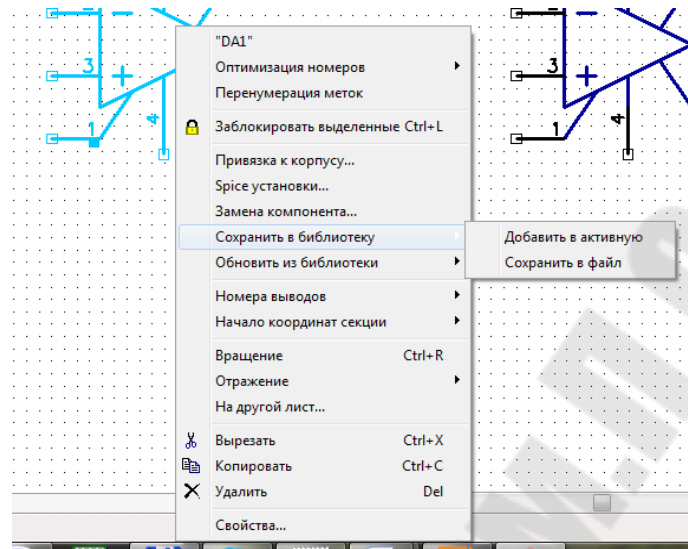 "DA1"
Оптимизация номеров
Перенумерация меток
Заблокировать выделенные Ctrl+L
Привязка к корпусу...
Spice установки...
Замена компонента...
Сохранить в библиотеку
Добавить в активную
Обновить из библиотеки
Сохранить в файл
Номера выводов
Начало координат секции
Вращение Ctrl+R
Отражение
На другой лист...
Вырезать Ctrl+X
Копировать Ctrl+C
Удалить Del
Свойства...
3
1
4
3
1
4